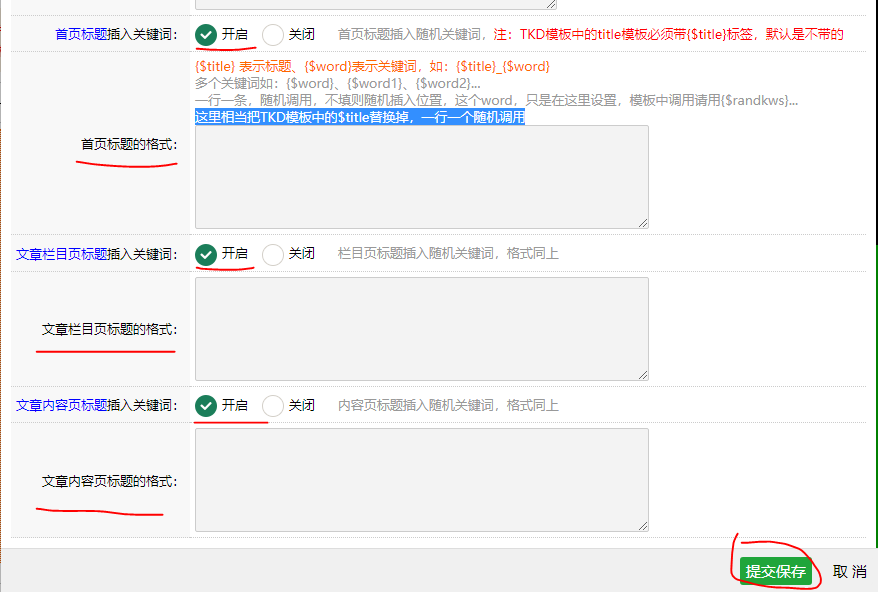 首页标题插入关键词： 开启 关闭 首页标题插入随机关键词，注：TKD模板中的title模板必须带{$title}标签，默认是不带的
{$title} 表示标题、{$word}表示关键词，如：{$title}_{$word}
多个关键词如：{$word}、{$word1}、{$word2}...
一行一条，随机调用，不填则随机插入位置，这个word，只是在这里设置，模板中调用请用{$randkws}...
这里相当把TKD模板中的$title替换掉，一行一个随机调用
首页标题的格式：
文章栏目页标题插入关键词： 开启 关闭 栏目页标题插入随机关键词，格式同上
文章栏目页标题的格式：
文章内容页标题插入关键词： 开启 关闭 内容页标题插入随机关键词，格式同上
文章内容页标题的格式：
提交保存 取 消